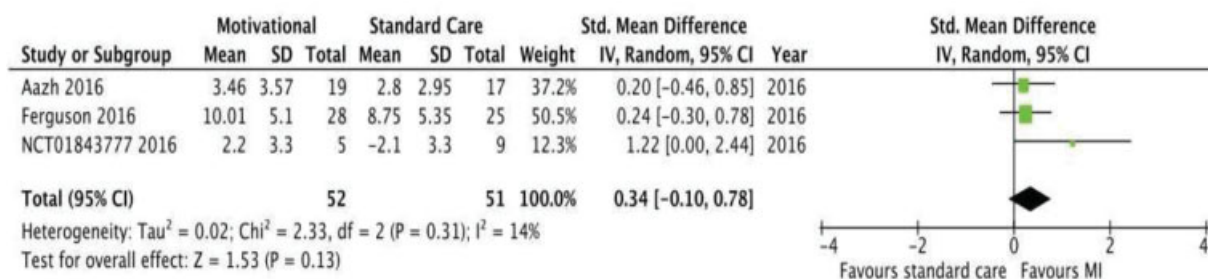 Motivational Standard Care Std. Mean Difference Std. Mean Difference
Study or Subgroup Mean SD Total Mean SD Total Weight IV, Random, 95% CI Year IV, Random, 95% CI
Aazh 2016 3.46 3.57 19 2.8 2.95 17 37.2% 0.20 [−0.46, 0.85] 2016
Ferguson 2016 10.01 5.1 28 8.75 5.35 25 50.5% 0.24 [−0.30, 0.78] 2016
NCT01843777 2016 2.2 3.3 5 −2.1 3.3 9 12.3% 1.22 [0.00, 2.44] 2016
Total (95% CI) 52 51 100.0% 0.34 [−0.10, 0.78]
Heterogeneity: Tau² = 0.02; Chi² = 2.33, df = 2 (P = 0.31); I² = 14%
Test for overall effect: Z = 1.53 (P = 0.13)
−4 −2 0 2 4
Favours standard care Favours MI